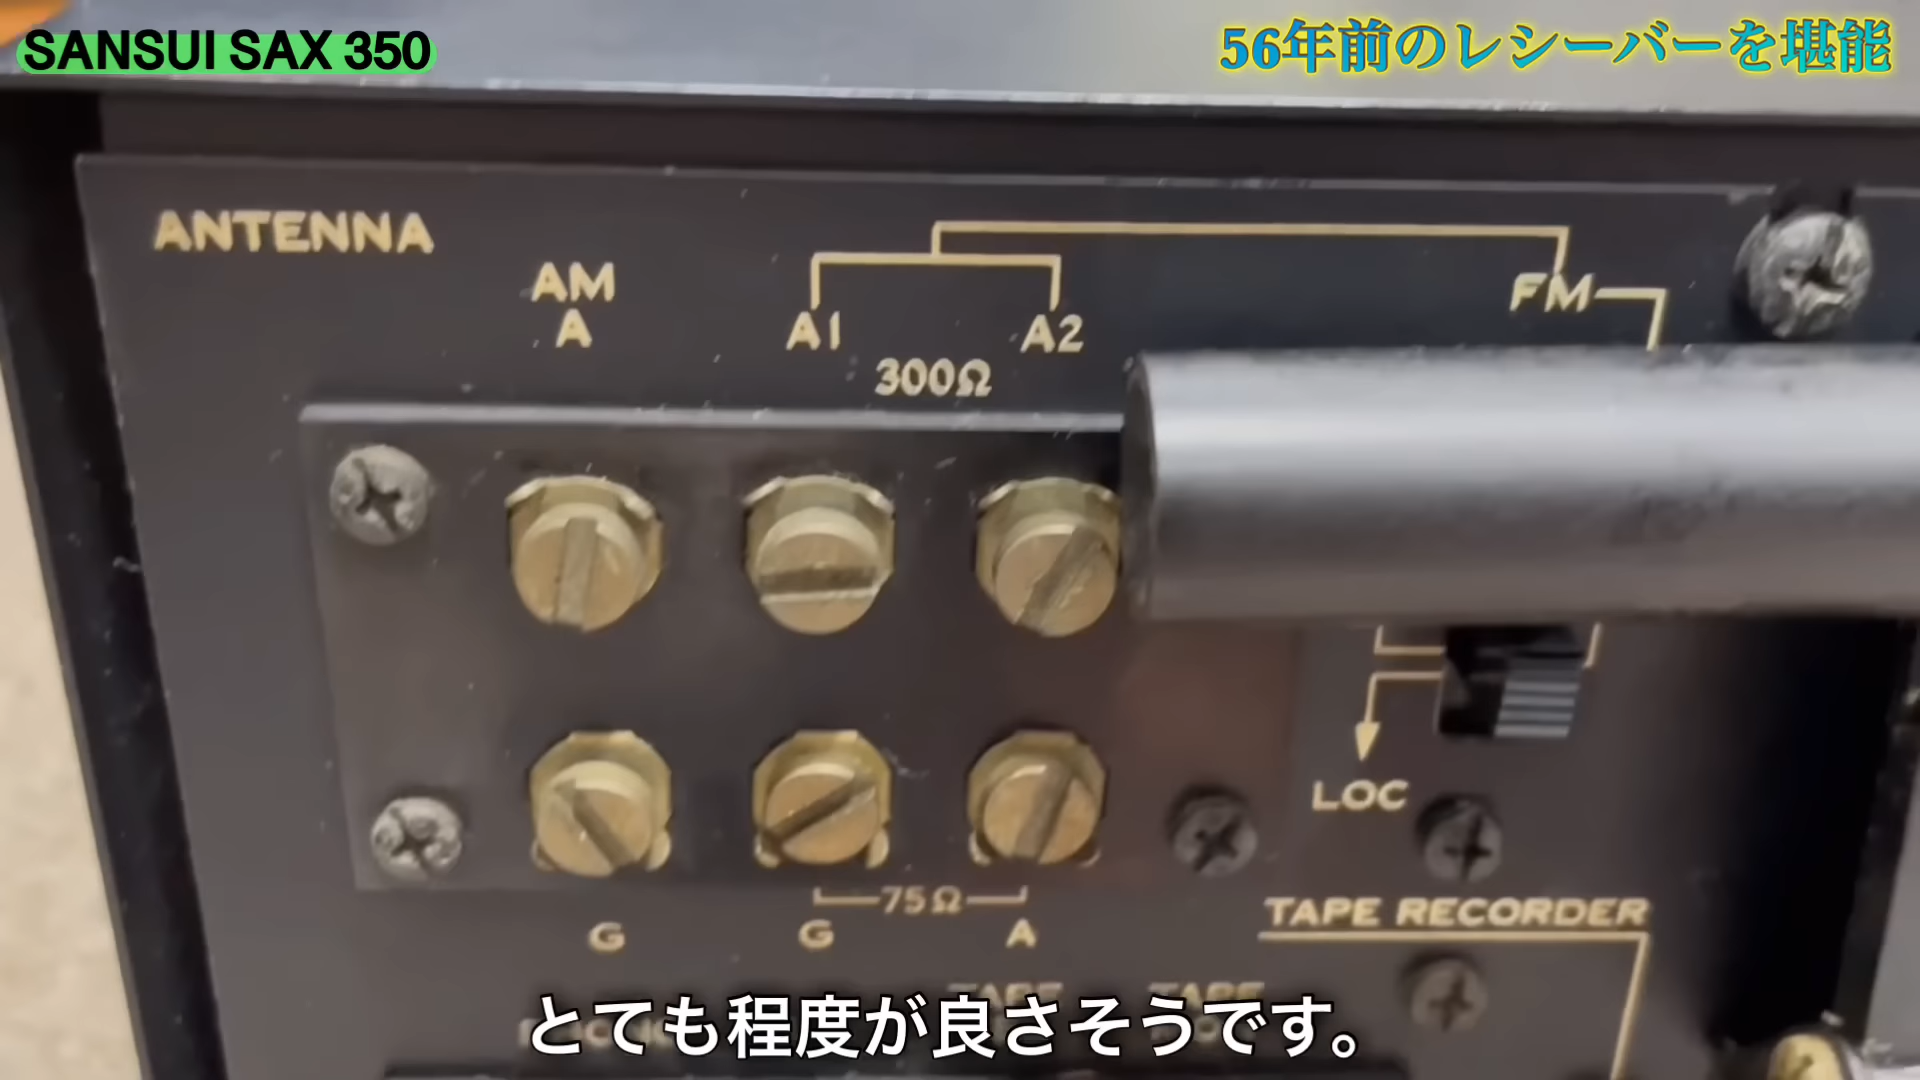 SANSUI SAX 350
56年前のレシーバーを堪能
ANTENNA
AM
A
A1
A2
FM
300Ω
LOC
75Ω
G
G
A
TAPE RECORDER
TAPE
TAPE
とても程度が良さそうです。